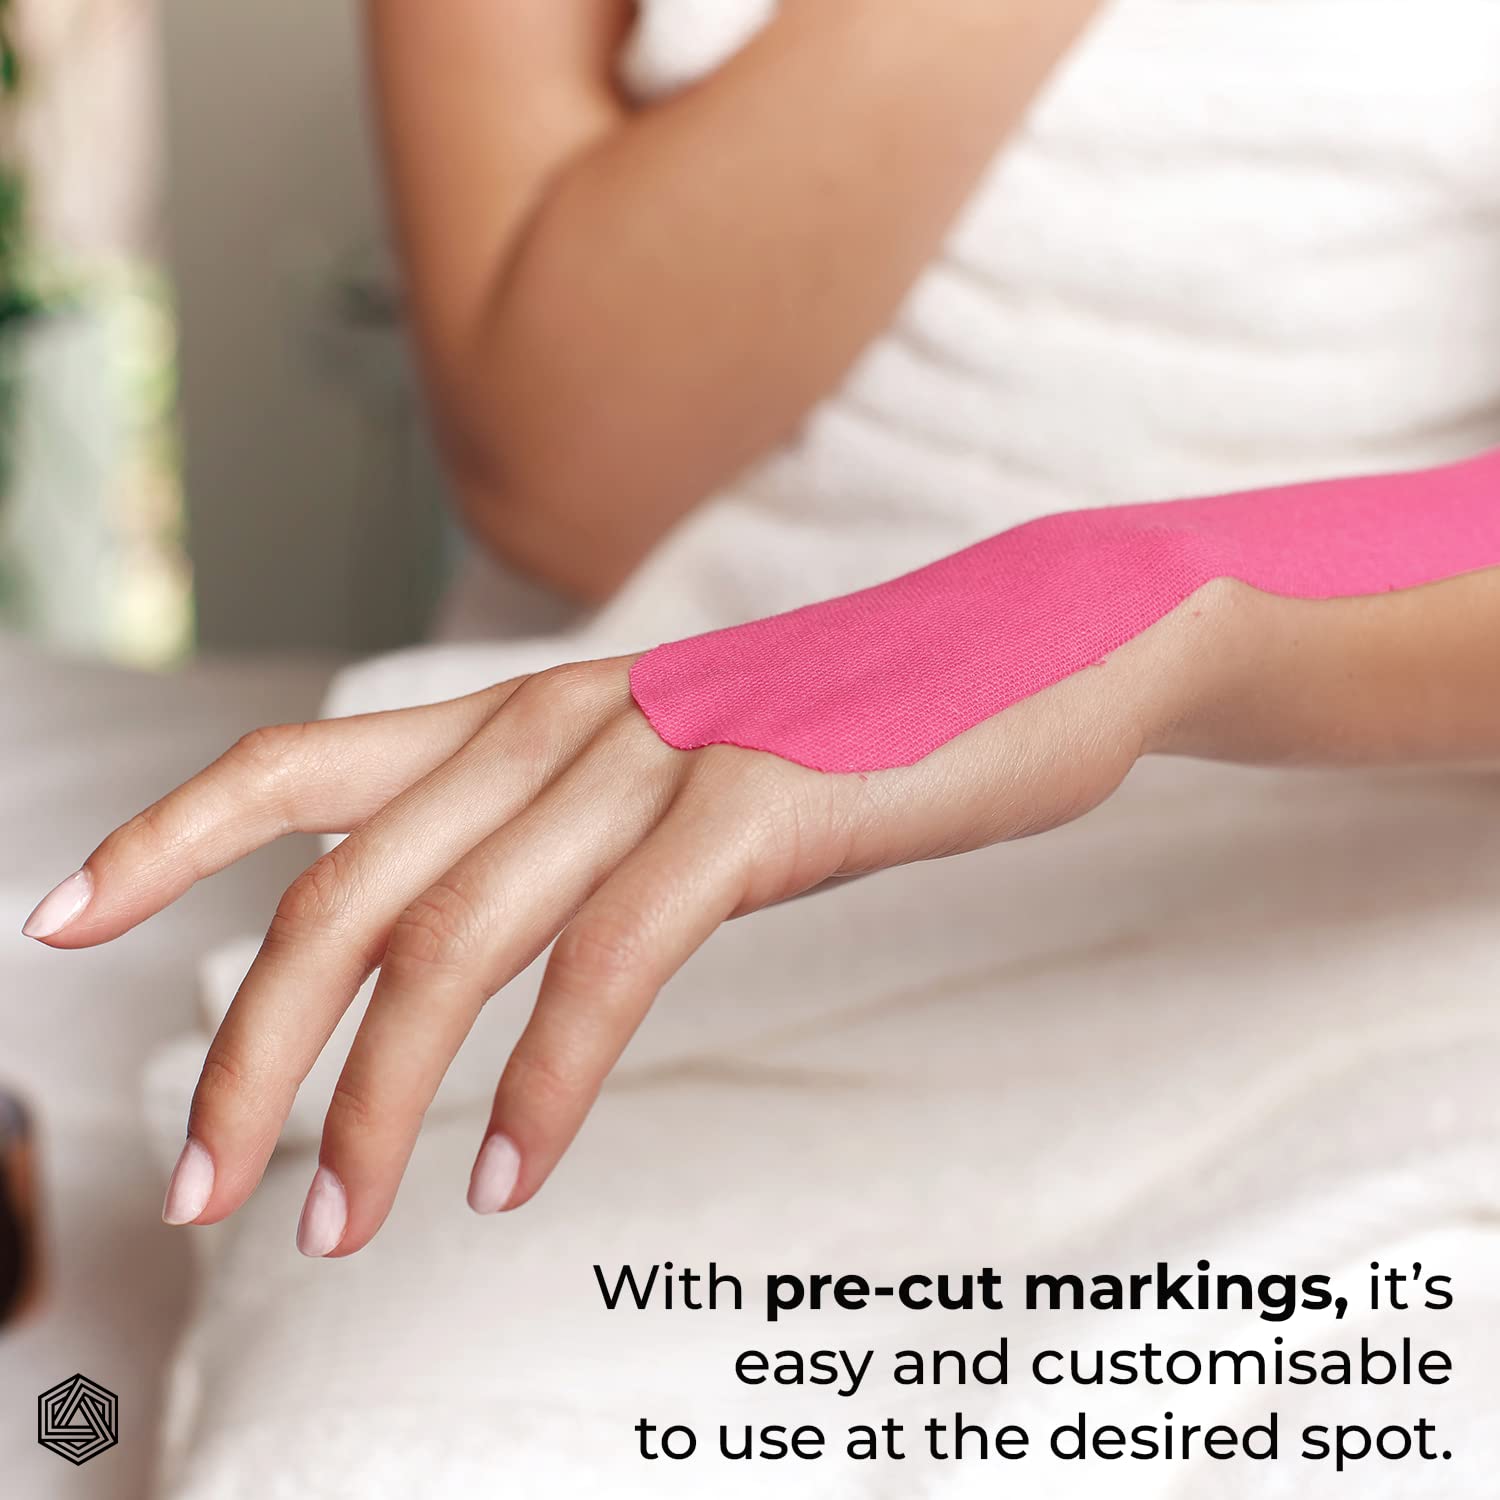 With pre-cut markings, it’s
easy and customisable
to use at the desired spot.